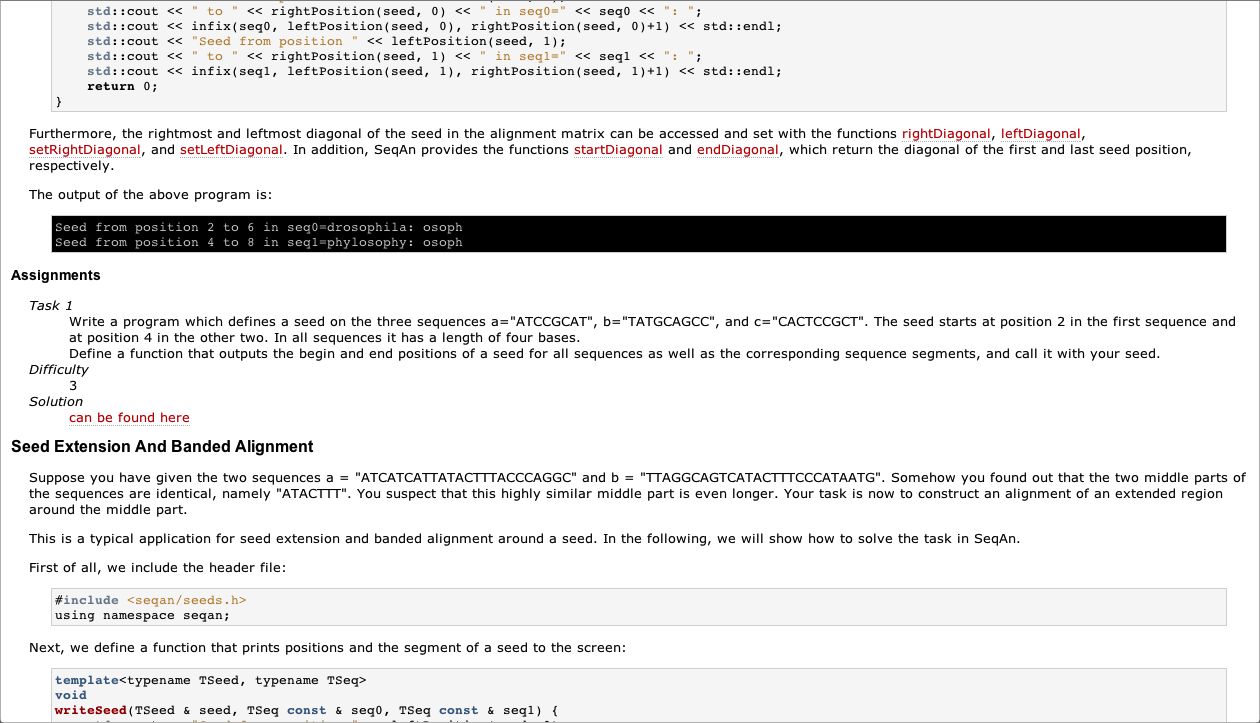 std::cout << " to " << rightPosition(seed, 0) << " in seq0=" << seq0 << ": ";
std::cout << infix(seq0, leftPosition(seed, 0), rightPosition(seed, 0)+1) << std::endl;
std::cout << "Seed from position " << leftPosition(seed, 1);
std::cout << " to " << rightPosition(seed, 1) << " in seq1=" << seq1 << ": ";
std::cout << infix(seq1, leftPosition(seed, 1), rightPosition(seed, 1)+1) << std::endl;
return 0;
}
Furthermore, the rightmost and leftmost diagonal of the seed in the alignment matrix can be accessed and set with the functions rightDiagonal, leftDiagonal,
setRightDiagonal, and setLeftDiagonal. In addition, SeqAn provides the functions startDiagonal and endDiagonal, which return the diagonal of the first and last seed position,
respectively.
The output of the above program is:
Seed from position 2 to 6 in seq0=drosophila: osoph
Seed from position 4 to 8 in seq1=phylosophy: osoph
Assignments
Task 1
Write a program which defines a seed on the three sequences a="ATCCGCAT", b="TATGCAGCC", and c="CACTCCGCT". The seed starts at position 2 in the first sequence and
at position 4 in the other two. In all sequences it has a length of four bases.
Define a function that outputs the begin and end positions of a seed for all sequences as well as the corresponding sequence segments, and call it with your seed.
Difficulty
3
Solution
can be found here
Seed Extension And Banded Alignment
Suppose you have given the two sequences a = "ATCATCATTATACTTTACCCAGGC" and b = "TTAGGCAGTCATACTTTCCCATAATG". Somehow you found out that the two middle parts of
the sequences are identical, namely "ATACTTT". You suspect that this highly similar middle part is even longer. Your task is now to construct an alignment of an extended region
around the middle part.
This is a typical application for seed extension and banded alignment around a seed. In the following, we will show how to solve the task in SeqAn.
First of all, we include the header file:
#include <seqan/seeds.h>
using namespace seqan;
Next, we define a function that prints positions and the segment of a seed to the screen:
template<typename TSeed, typename TSeq>
void
writeSeed(TSeed & seed, TSeq const & seq0, TSeq const & seq1) {